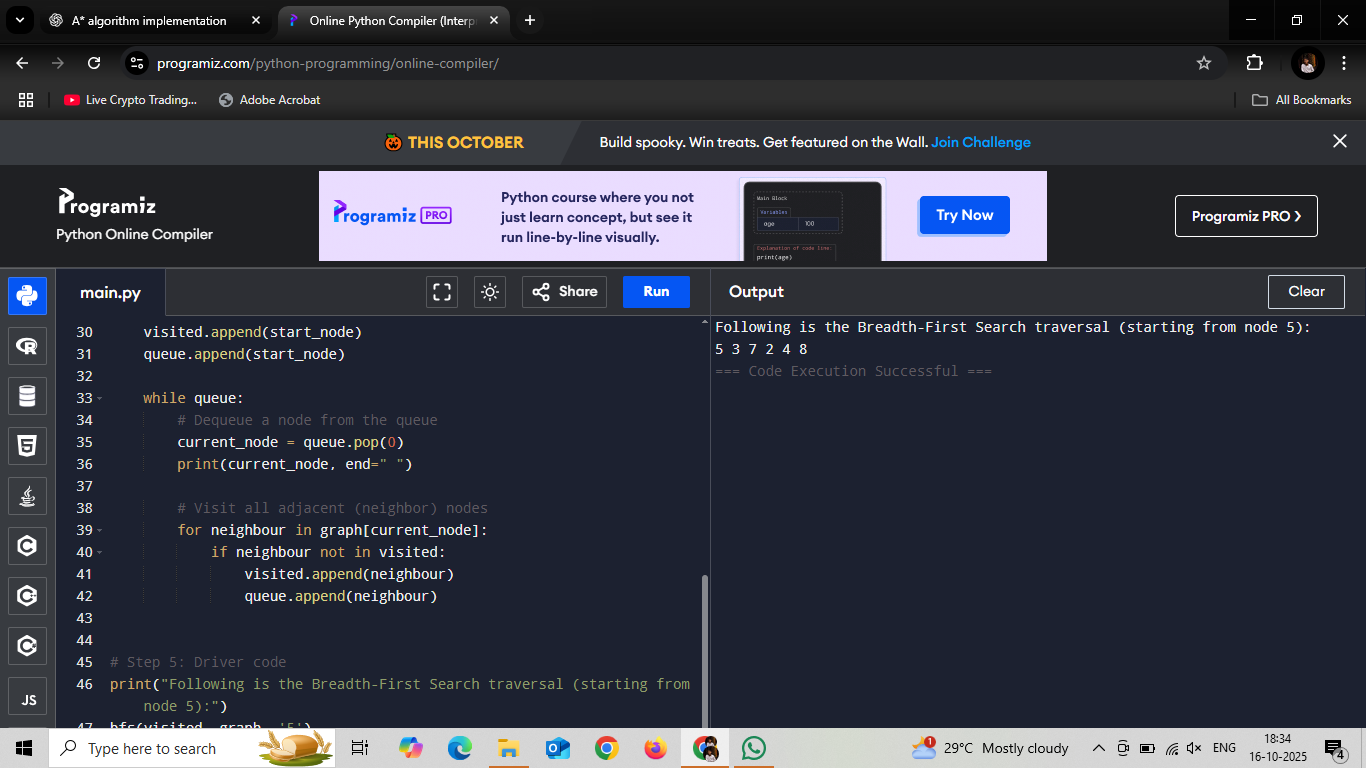 A* algorithm implementation
Online Python Compiler (Interp
programiz.com/python-programming/online-compiler/
Live Crypto Trading...
Adobe Acrobat
All Bookmarks
THIS OCTOBER
Build spooky. Win treats. Get featured on the Wall. Join Challenge
Programiz
Python Online Compiler
Programiz PRO
Python course where you not
just learn concept, but see it
run line-by-line visually.
Main Block
Variables
age 100
Explanation of code line:
print(age)
Try Now
Programiz PRO >
main.py
Share
Run
Output
Clear
30 visited.append(start_node)
31 queue.append(start_node)
32
33 while queue:
34 # Dequeue a node from the queue
35 current_node = queue.pop(0)
36 print(current_node, end=" ")
37
38 # Visit all adjacent (neighbor) nodes
39 for neighbour in graph[current_node]:
40 if neighbour not in visited:
41 visited.append(neighbour)
42 queue.append(neighbour)
43
44
45 # Step 5: Driver code
46 print("Following is the Breadth-First Search traversal (starting from
node 5):")
47 bfs(visited, graph, '5')
JS
Following is the Breadth-First Search traversal (starting from node 5):
5 3 7 2 4 8
=== Code Execution Successful ===
Type here to search
1
29°C Mostly cloudy
ENG
18:34
16-10-2025
4